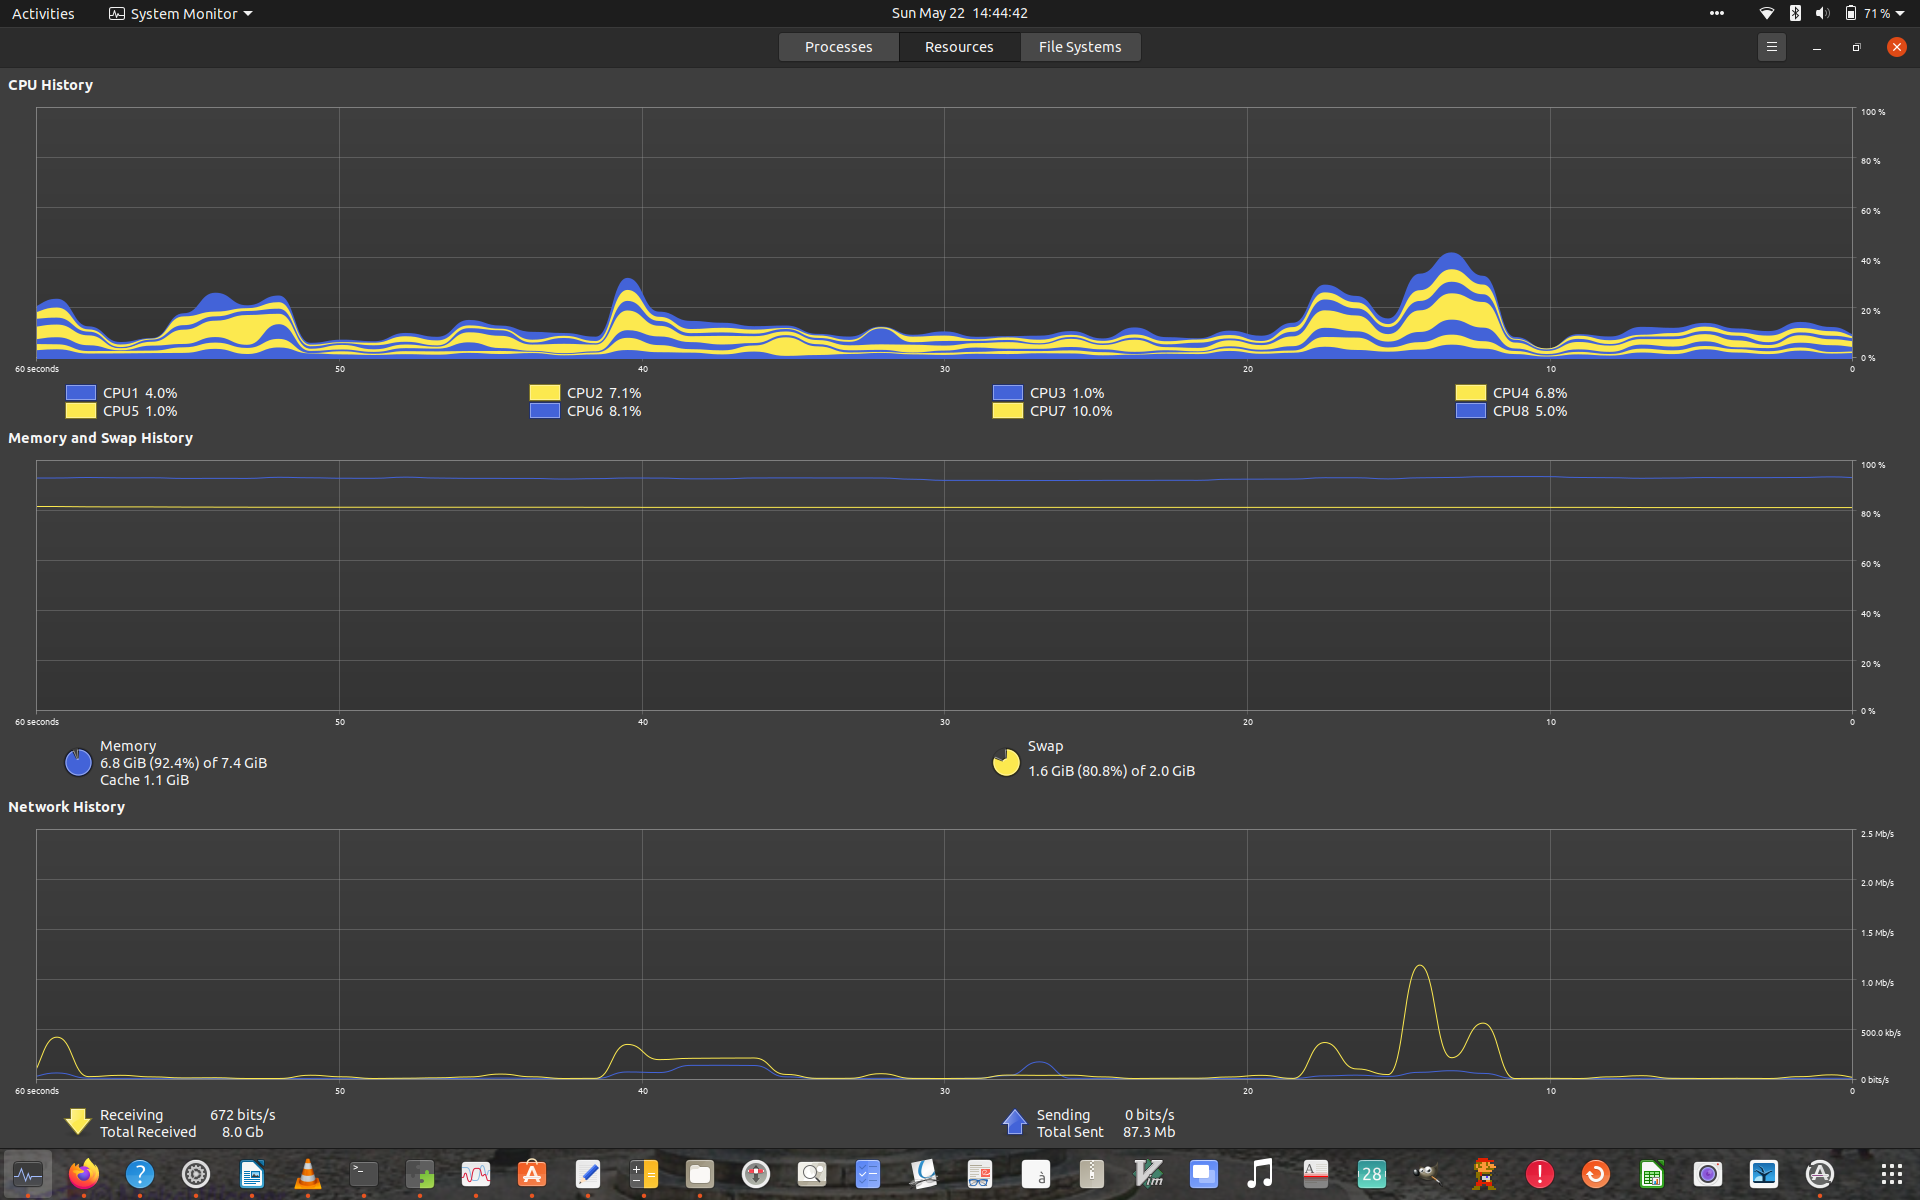 Activities System Monitor Sun May 22 14:44:42 71 %
Processes Resources File Systems
CPU History
100 %
80 %
60 %
40 %
20 %
0 %
60 seconds 50 40 30 20 10 0
CPU1 4.0% CPU2 7.1% CPU3 1.0% CPU4 6.8%
CPU5 1.0% CPU6 8.1% CPU7 10.0% CPU8 5.0%
Memory and Swap History
100 %
80 %
60 %
40 %
20 %
0 %
60 seconds 50 40 30 20 10 0
Memory
6.8 GiB (92.4%) of 7.4 GiB
Cache 1.1 GiB
Swap
1.6 GiB (80.8%) of 2.0 GiB
Network History
2.5 Mb/s
2.0 Mb/s
1.5 Mb/s
1.0 Mb/s
500.0 kb/s
0 bits/s
60 seconds 50 40 30 20 10 0
Receiving 672 bits/s
Total Received 8.0 Gb
Sending 0 bits/s
Total Sent 87.3 Mb
? >_ A à Vim A 28 !